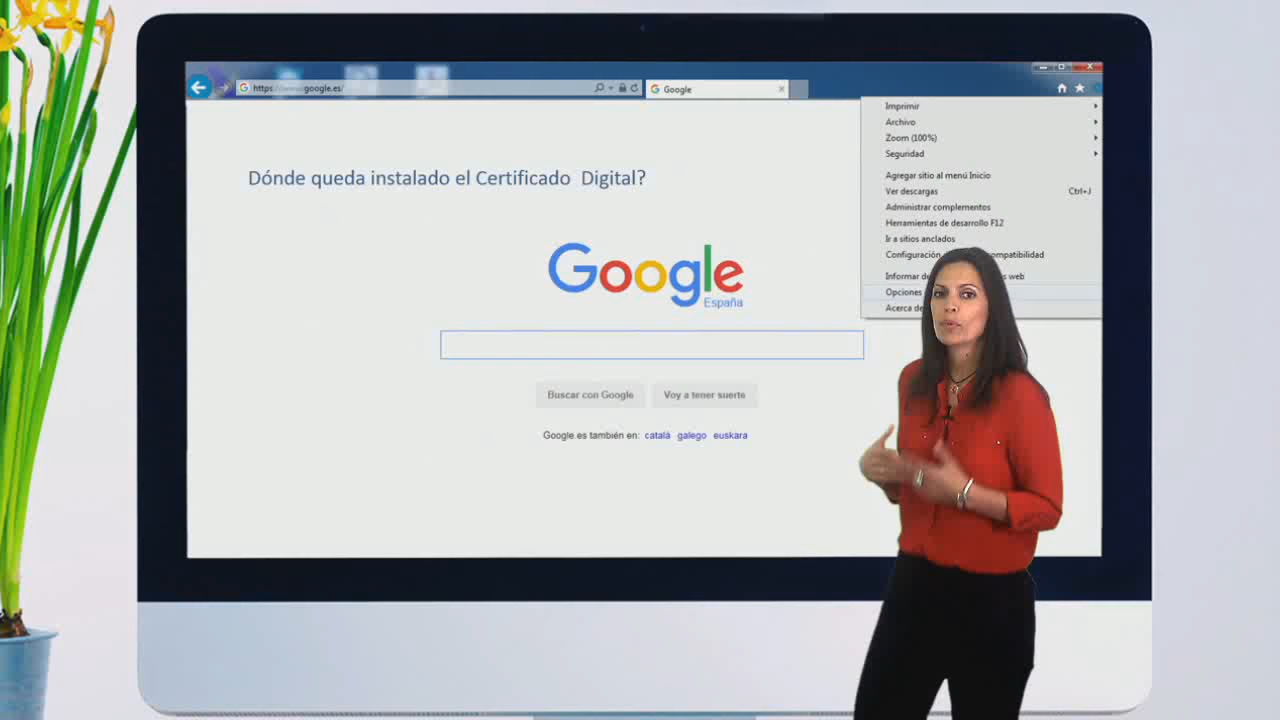 https://www.google.es/
Google
Dónde queda instalado el Certificado Digital?
Google
España
Buscar con Google
Voy a tener suerte
Google.es también en: català galego euskara
Imprimir
Archivo
Zoom (100%)
Seguridad
Agregar sitio al menú Inicio
Ver descargas Ctrl+J
Administrar complementos
Herramientas de desarrollo F12
Ir a sitios anclados
Configuración compatibilidad
Informar de web
Opciones
Acerca de